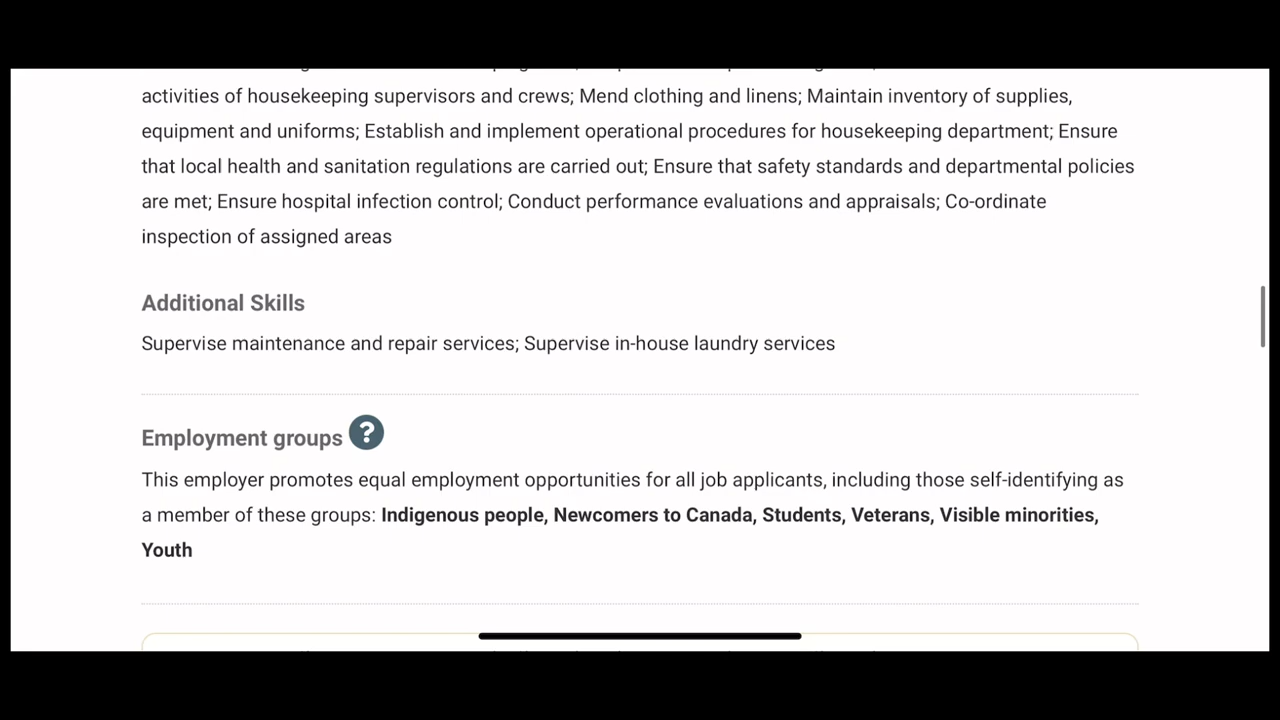 activities of housekeeping supervisors and crews; Mend clothing and linens; Maintain inventory of supplies,
equipment and uniforms; Establish and implement operational procedures for housekeeping department; Ensure
that local health and sanitation regulations are carried out; Ensure that safety standards and departmental policies
are met; Ensure hospital infection control; Conduct performance evaluations and appraisals; Co-ordinate
inspection of assigned areas
Additional Skills
Supervise maintenance and repair services; Supervise in-house laundry services
Employment groups ?
This employer promotes equal employment opportunities for all job applicants, including those self-identifying as
a member of these groups: Indigenous people, Newcomers to Canada, Students, Veterans, Visible minorities,
Youth